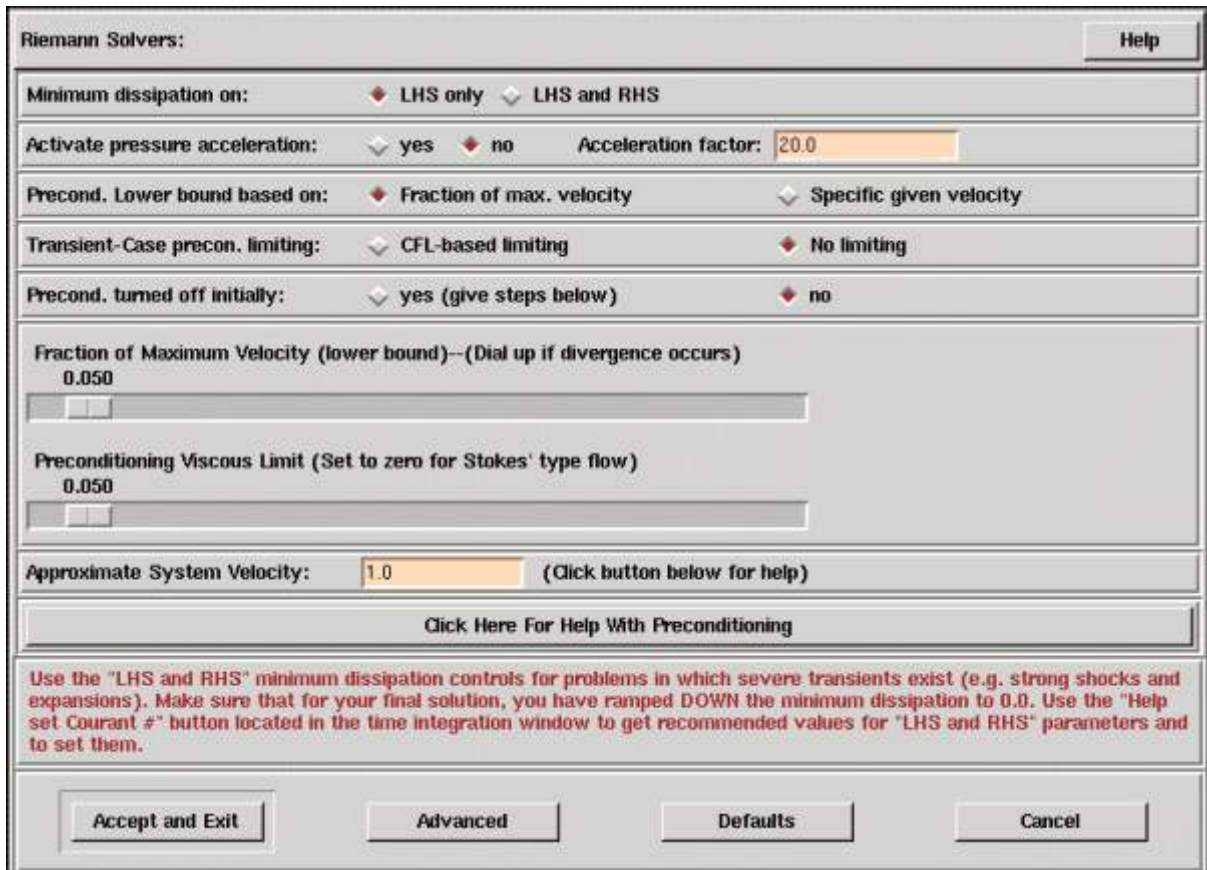 Riemann Solvers: Help
Minimum dissipation on: LHS only LHS and RHS
Activate pressure acceleration: yes no Acceleration factor: 20.0
Precond. Lower bound based on: Fraction of max. velocity Specific given velocity
Transient-Case precon. limiting: CFL-based limiting No limiting
Precond. turned off initially: yes (give steps below) no
Fraction of Maximum Velocity (lower bound)--(Dial up if divergence occurs)
0.050
Preconditioning Viscous Limit (Set to zero for Stokes' type flow)
0.050
Approximate System Velocity: 1.0 (Click button below for help)
Click Here For Help With Preconditioning
Use the "LHS and RHS" minimum dissipation controls for problems in which severe transients exist (e.g. strong shocks and
expansions). Make sure that for your final solution, you have ramped DOWN the minimum dissipation to 0.0. Use the "Help
set Courant #" button located in the time integration window to get recommended values for "LHS and RHS" parameters and
to set them.
Accept and Exit Advanced Defaults Cancel